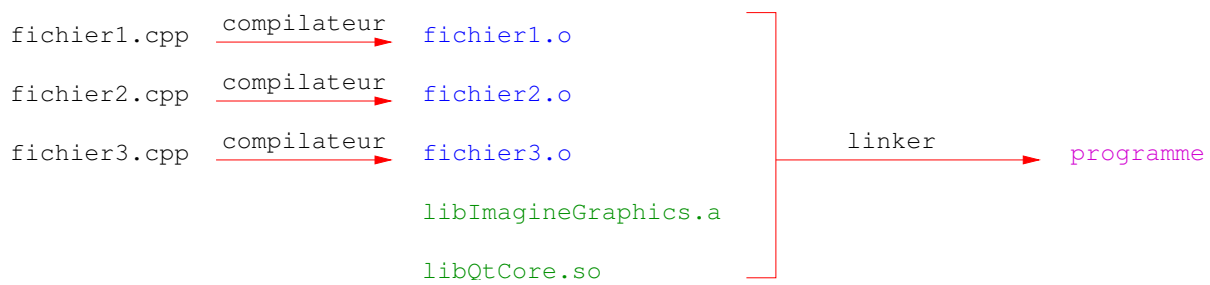 fichier1.cpp compilateur fichier1.o
fichier2.cpp compilateur fichier2.o
fichier3.cpp compilateur fichier3.o linker programme
libImagineGraphics.a
libQtCore.so